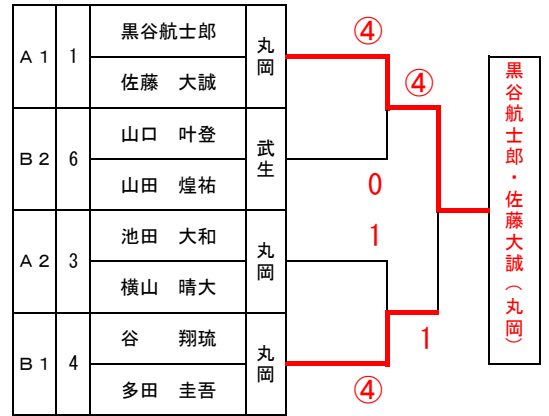 A1 1 黒谷航士郎 佐藤 大誠 丸岡 ④
④
B2 6 山口 叶登 山田 煌祐 武生 0
A2 3 池田 大和 横山 晴大 丸岡 1
1
B1 4 谷 翔琉 多田 圭吾 丸岡 ④
黒谷航士郎・佐藤大誠(丸岡)